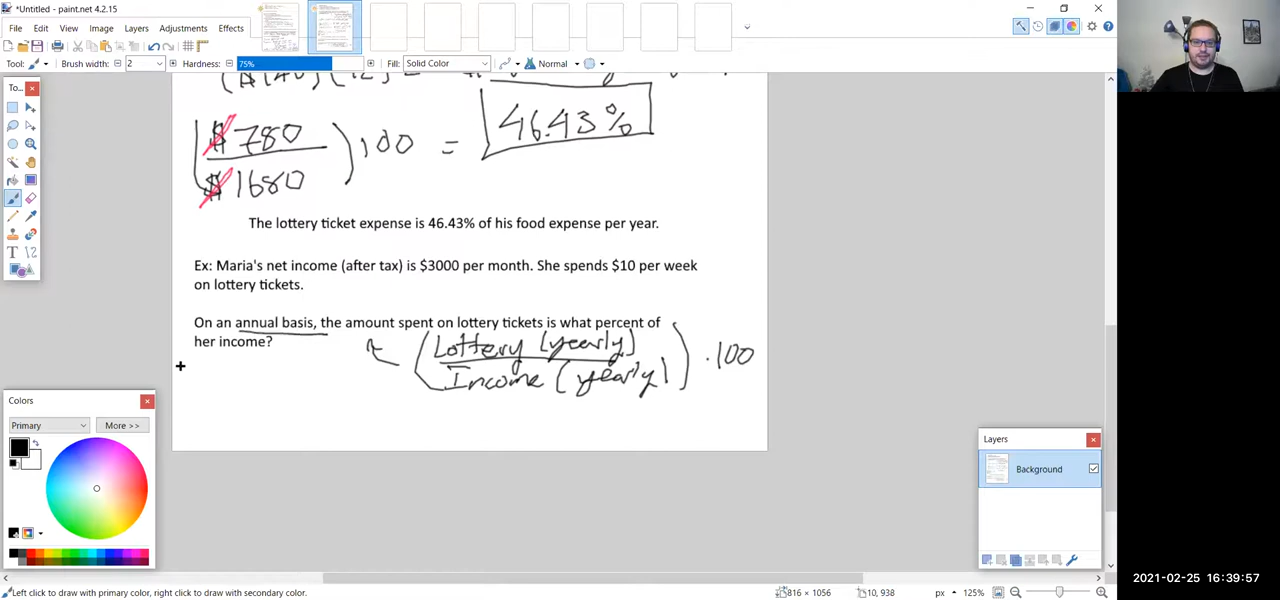 *Untitled - paint.net 4.2.15
File Edit View Image Layers Adjustments Effects
Tool: Brush width: 2 Hardness: 75% Fill: Solid Color Normal
To...
$780
$1680
100 = 46.43%
The lottery ticket expense is 46.43% of his food expense per year.
Ex: Maria's net income (after tax) is $3000 per month. She spends $10 per week
on lottery tickets.
On an annual basis, the amount spent on lottery tickets is what percent of
her income?
(Lottery (yearly)
Income (yearly)) · 100
Colors
Primary More >>
Layers
Background
Left click to draw with primary color, right click to draw with secondary color.
816 x 1056
10, 938
px
125%
2021-02-25 16:39:57